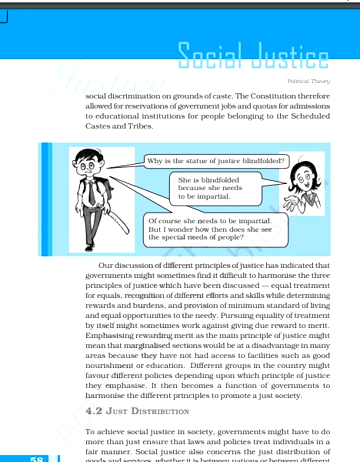 Social Justice
Political Theory
social discrimination on grounds of caste. The Constitution therefore
allowed for reservations of government jobs and quotas for admissions
to educational institutions for people belonging to the Scheduled
Castes and Tribes.
Why is the statue of justice blindfolded?
She is blindfolded
because she needs
to be impartial.
Of course she needs to be impartial.
But I wonder how then does she see
the special needs of people?
Our discussion of different principles of justice has indicated that
governments might sometimes find it difficult to harmonise the three
principles of justice which have been discussed — equal treatment
for equals, recognition of different efforts and skills while determining
rewards and burdens, and provision of minimum standard of living
and equal opportunities to the needy. Pursuing equality of treatment
by itself might sometimes work against giving due reward to merit.
Emphasising rewarding merit as the main principle of justice might
mean that marginalised sections would be at a disadvantage in many
areas because they have not had access to facilities such as good
nourishment or education. Different groups in the country might
favour different policies depending upon which principle of justice
they emphasise. It then becomes a function of governments to
harmonise the different principles to promote a just society.
4.2 JUST DISTRIBUTION
To achieve social justice in society, governments might have to do
more than just ensure that laws and policies treat individuals in a
fair manner. Social justice also concerns the just distribution of
goods and services, whether it is between nations or between different
58